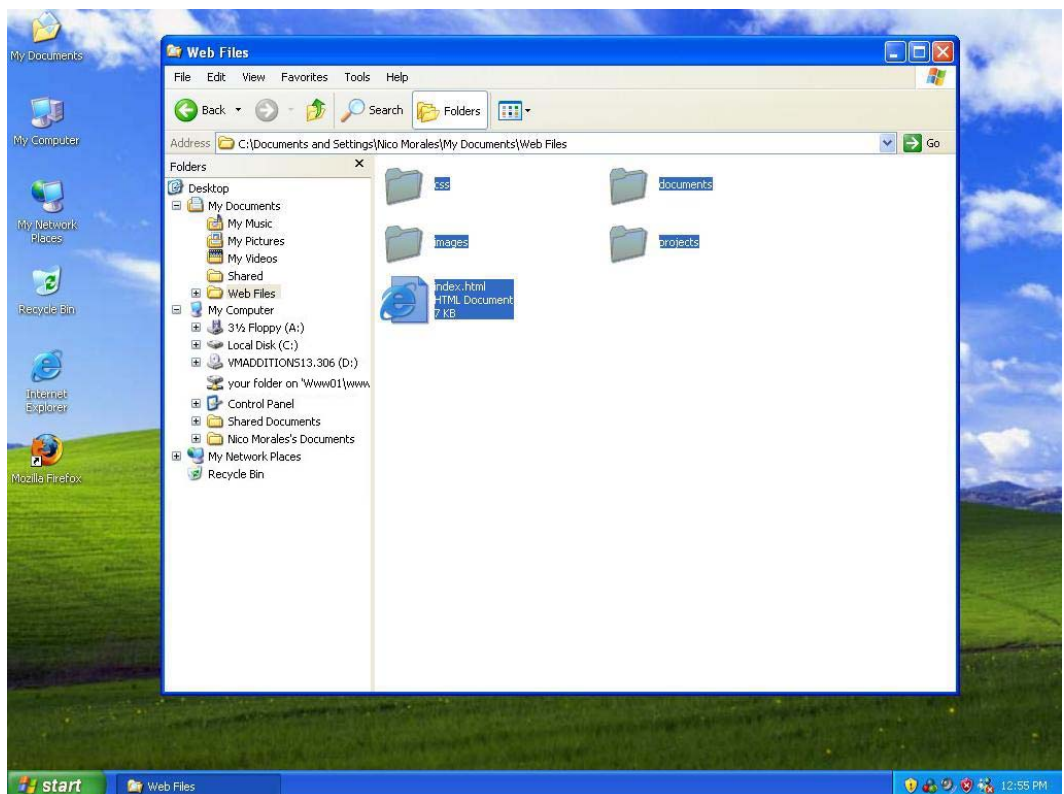 My Documents
My Computer
My Network
Places
Recycle Bin
Internet
Explorer
Mozilla Firefox
Web Files
File Edit View Favorites Tools Help
Back Search Folders
Address C:\Documents and Settings\Nico Morales\My Documents\Web Files Go
Folders
Desktop
My Documents
My Music
My Pictures
My Videos
Shared
Web Files
My Computer
3½ Floppy (A:)
Local Disk (C:)
VMADDITIONS13.306 (D:)
your folder on 'Www01\www
Control Panel
Shared Documents
Nico Morales's Documents
My Network Places
Recycle Bin
css documents
images projects
index.html
HTML Document
7 KB
start Web Files 12:55 PM